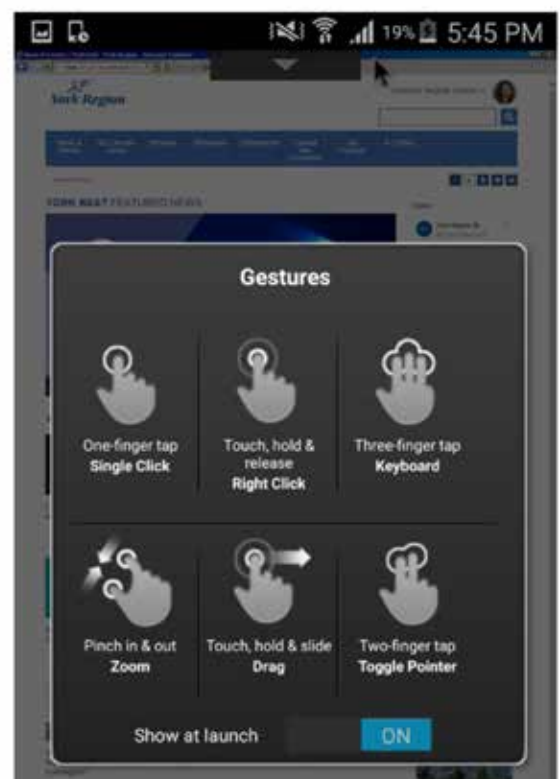 19% 5:45 PM
York Region
YORK BEAT FEATURED NEWS
Gestures
One-finger tap
Single Click
Touch, hold &
release
Right Click
Three-finger tap
Keyboard
Pinch in & out
Zoom
Touch, hold & slide
Drag
Two-finger tap
Toggle Pointer
Show at launch ON